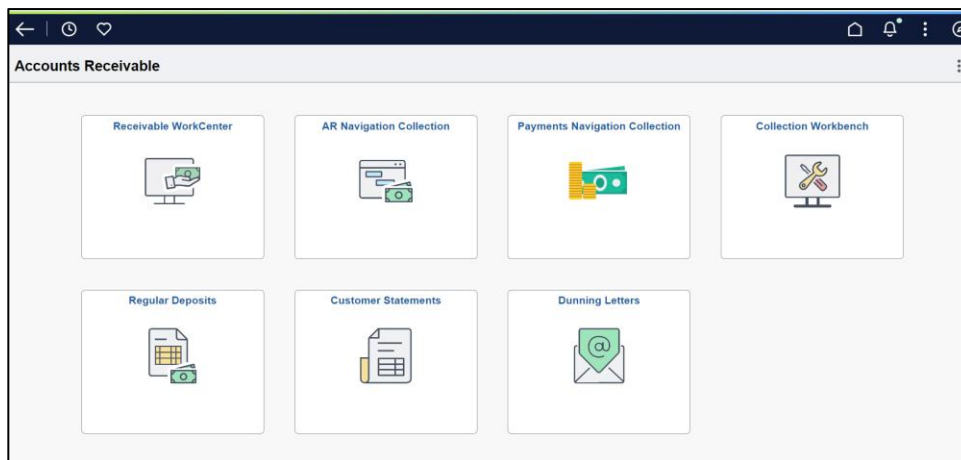 Accounts Receivable
Receivable WorkCenter
AR Navigation Collection
Payments Navigation Collection
Collection Workbench
Regular Deposits
Customer Statements
Dunning Letters
@